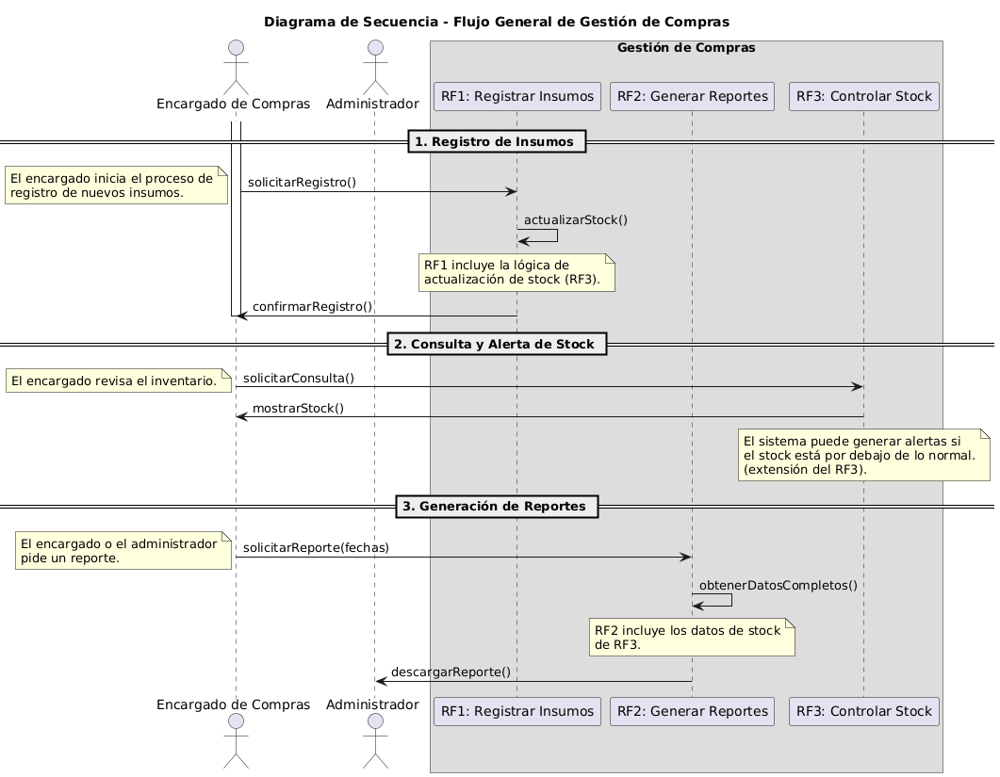 Diagrama de Secuencia - Flujo General de Gestión de Compras
Gestión de Compras
Encargado de Compras
Administrador
RF1: Registrar Insumos
RF2: Generar Reportes
RF3: Controlar Stock
1. Registro de Insumos
El encargado inicia el proceso de
registro de nuevos insumos.
solicitarRegistro()
actualizarStock()
RF1 incluye la lógica de
actualización de stock (RF3).
confirmarRegistro()
2. Consulta y Alerta de Stock
El encargado revisa el inventario.
solicitarConsulta()
mostrarStock()
El sistema puede generar alertas si
el stock está por debajo de lo normal.
(extensión del RF3).
3. Generación de Reportes
El encargado o el administrador
pide un reporte.
solicitarReporte(fechas)
obtenerDatosCompletos()
RF2 incluye los datos de stock
de RF3.
descargarReporte()
Encargado de Compras
Administrador
RF1: Registrar Insumos
RF2: Generar Reportes
RF3: Controlar Stock